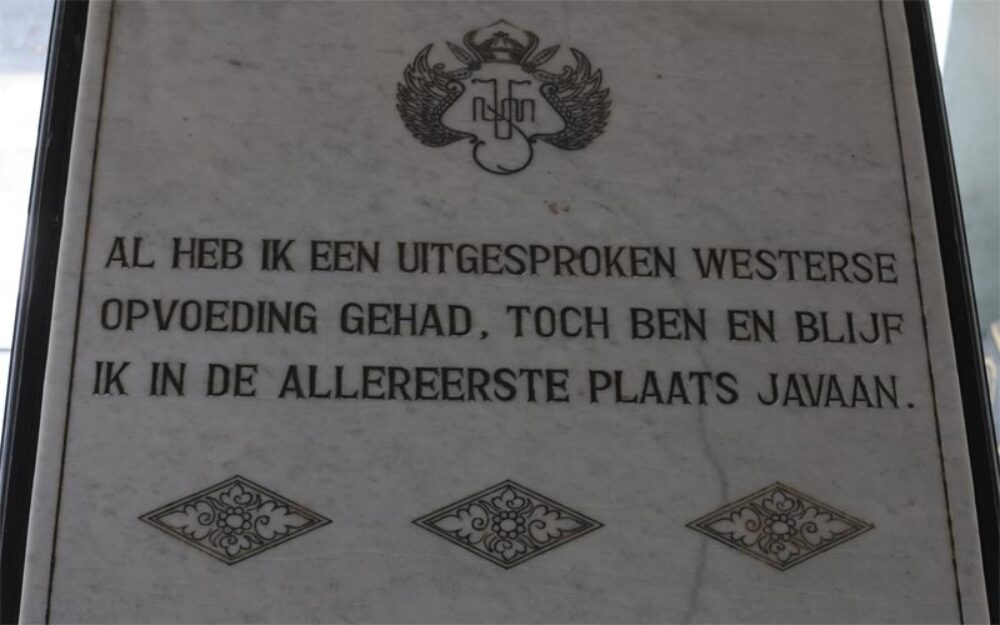 AL HEB IK EEN UITGESPROKEN WESTERSE
OPVOEDING GEHAD, TOCH BEN EN BLIJF
IK IN DE ALLEREERSTE PLAATS JAVAAN.